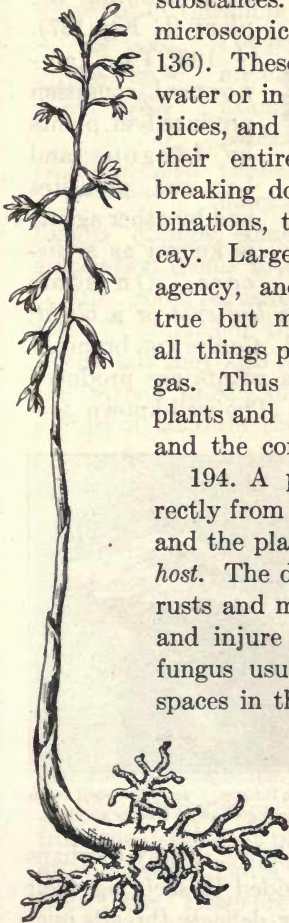 substances.
microscopic
136). These
water or in
juices, and
their entire
breaking do
binations, t
cay. Large
agency, and
true but m
all things p
gas. Thus
plants and
and the con
194. A p
rectly from
and the pla
host. The d
rusts and m
and injure
fungus usu
spaces in th